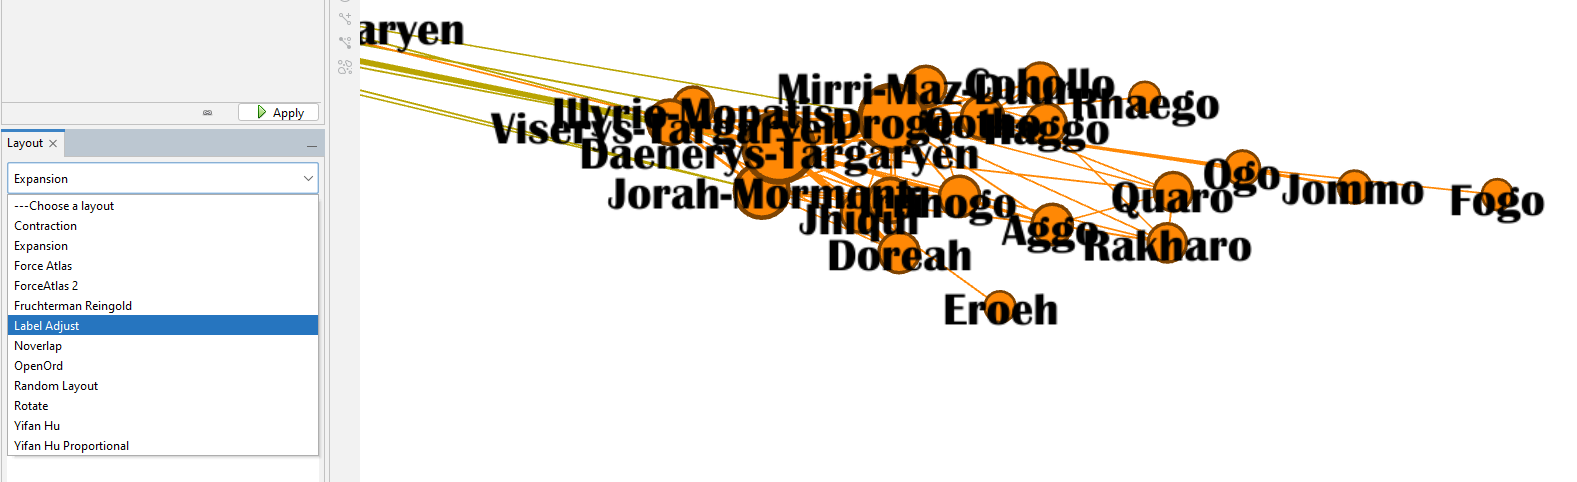 Apply
Layout
Expansion
---Choose a layout
Contraction
Expansion
Force Atlas
ForceAtlas 2
Fruchterman Reingold
Label Adjust
Noverlap
OpenOrd
Random Layout
Rotate
Yifan Hu
Yifan Hu Proportional
aryen
Cohollo
Mirri-Maz-Duur
Rhaego
Illyrio-Mopatis
Viserys-Targaryen
Drogo
Qotho
Haggo
Daenerys-Targaryen
Ogo
Jommo
Fogo
Jorah-Mormont
Jhogo
Quaro
Jhiqui
Aggo
Rakharo
Doreah
Eroeh